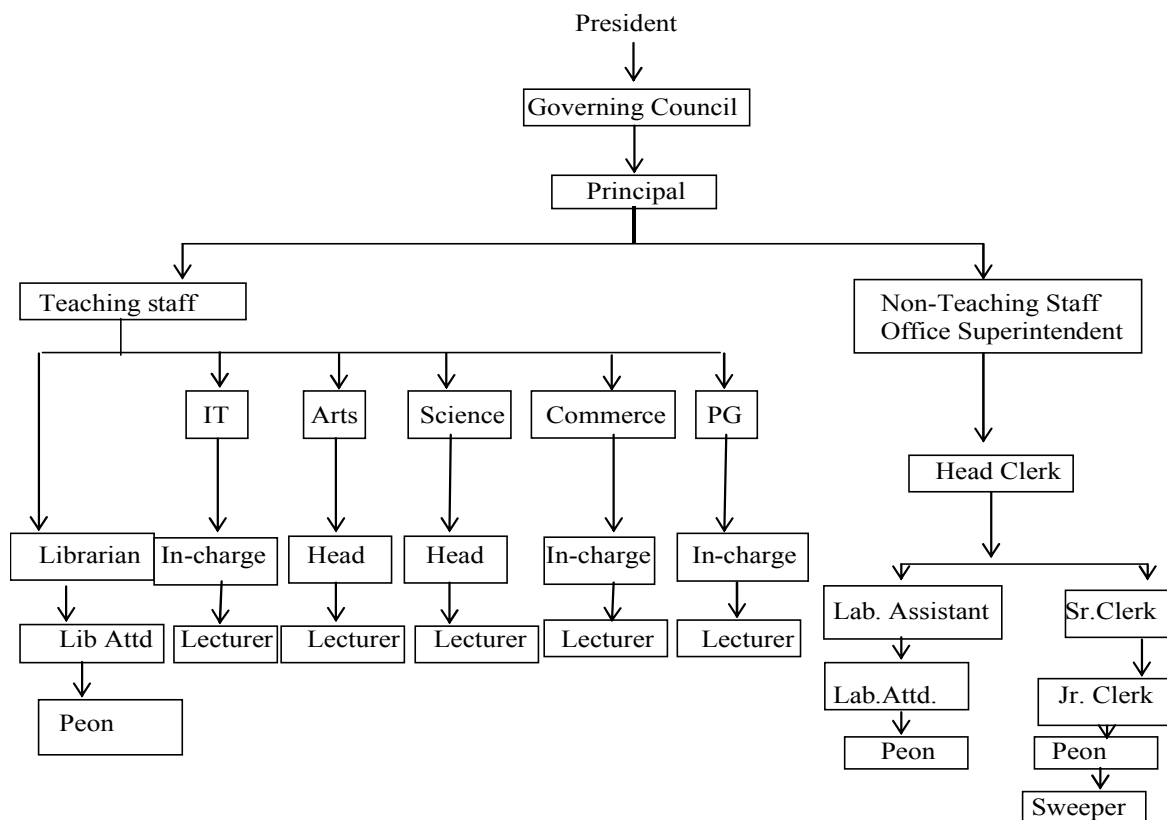 President
Governing Council
Principal
Teaching staff
Non-Teaching Staff
Office Superintendent
IT
Arts
Science
Commerce
PG
Head Clerk
Librarian
In-charge
Head
Head
In-charge
In-charge
Lab. Assistant
Sr.Clerk
Lib Attd
Lecturer
Lecturer
Lecturer
Lecturer
Lecturer
Lab.Attd.
Jr. Clerk
Peon
Peon
Peon
Sweeper